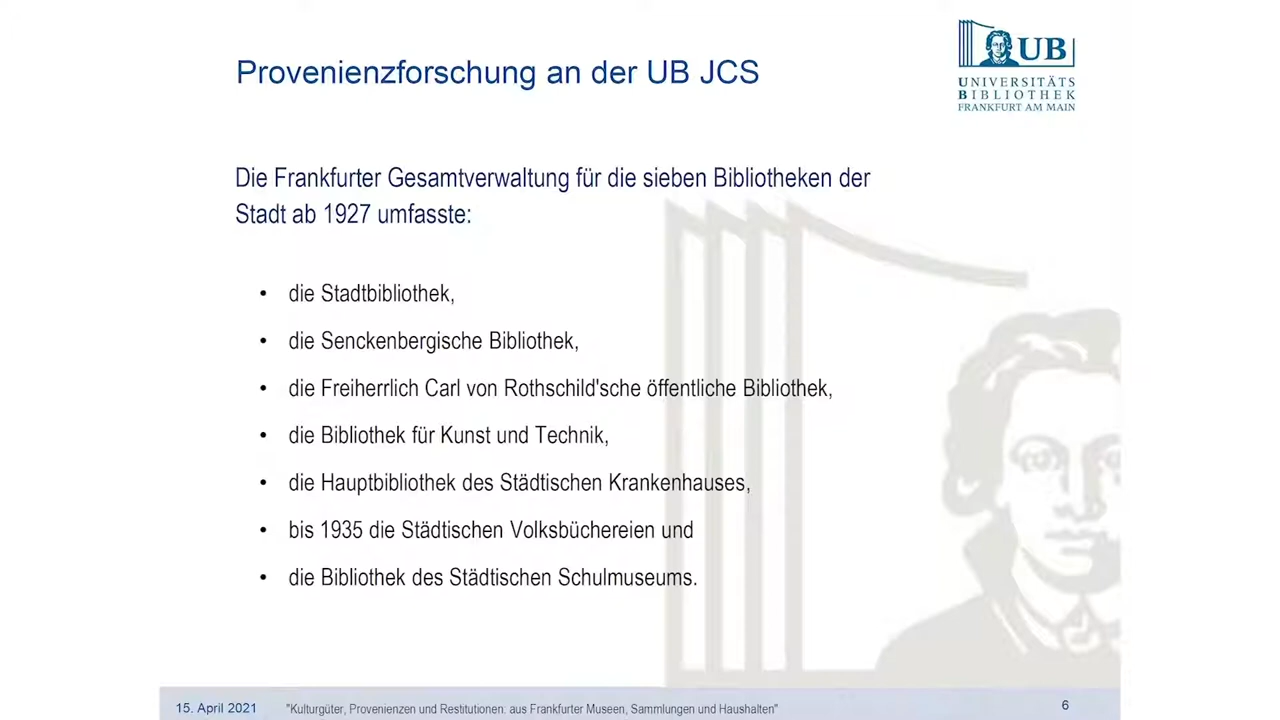 Provenienzforschung an der UB JCS
UB
UNIVERSITÄTS
BIBLIOTHEK
FRANKFURT AM MAIN
Die Frankfurter Gesamtverwaltung für die sieben Bibliotheken der
Stadt ab 1927 umfasste:
• die Stadtbibliothek,
• die Senckenbergische Bibliothek,
• die Freiherrlich Carl von Rothschild'sche öffentliche Bibliothek,
• die Bibliothek für Kunst und Technik,
• die Hauptbibliothek des Städtischen Krankenhauses,
• bis 1935 die Städtischen Volksbüchereien und
• die Bibliothek des Städtischen Schulmuseums.
15. April 2021 "Kulturgüter, Provenienzen und Restitutionen: aus Frankfurter Museen, Sammlungen und Haushalten" 6